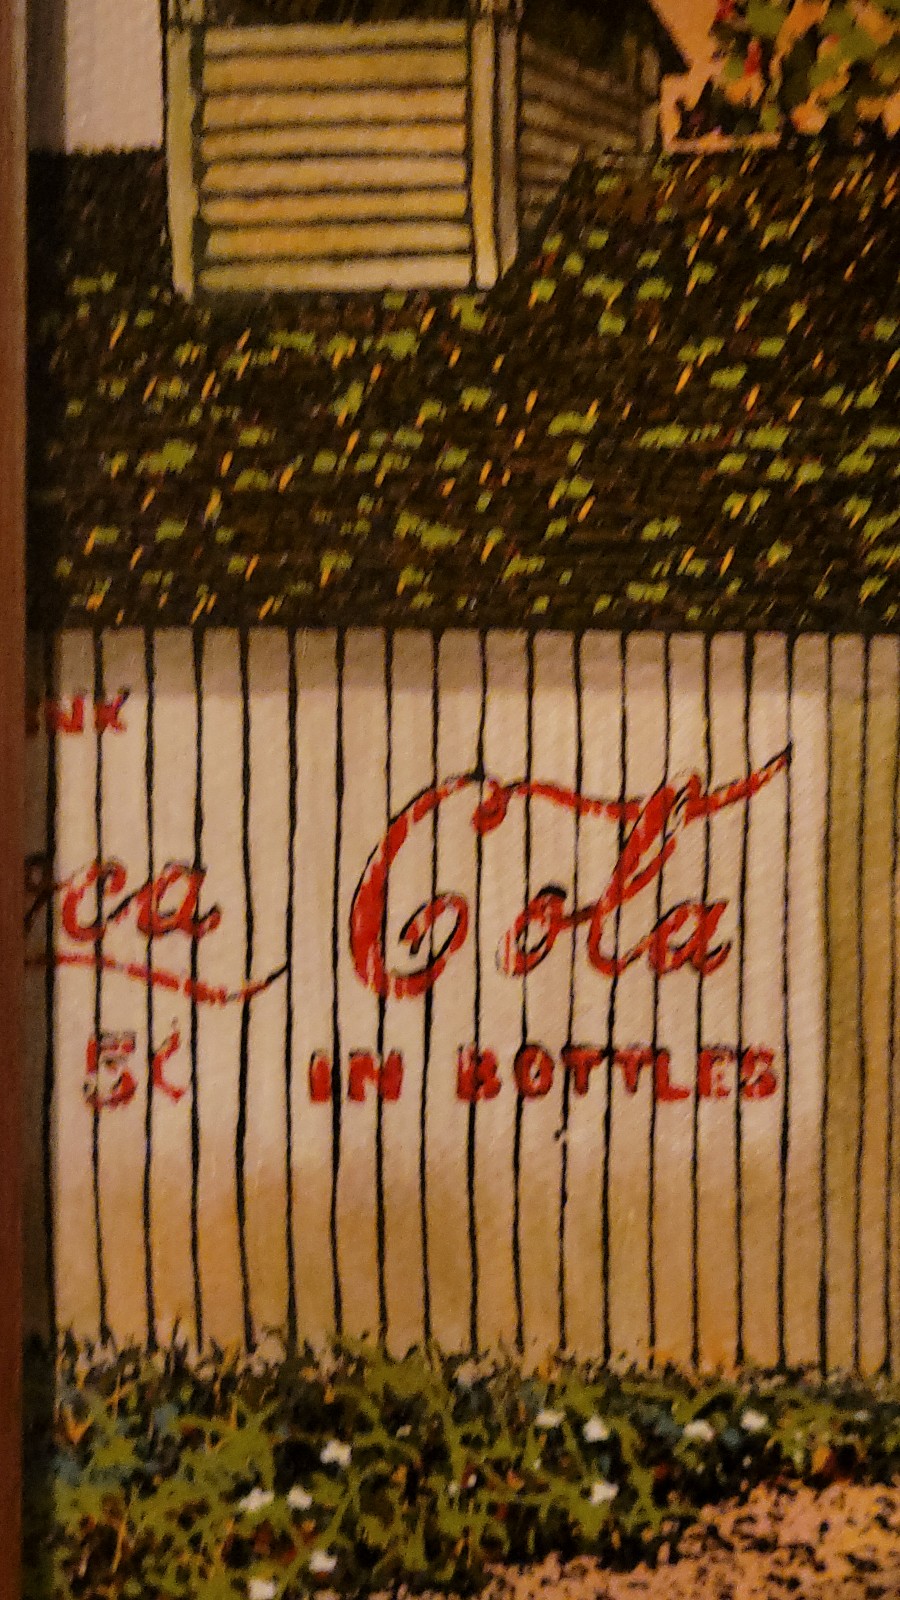 NK
ca Cola
5¢ IN BOTTLES